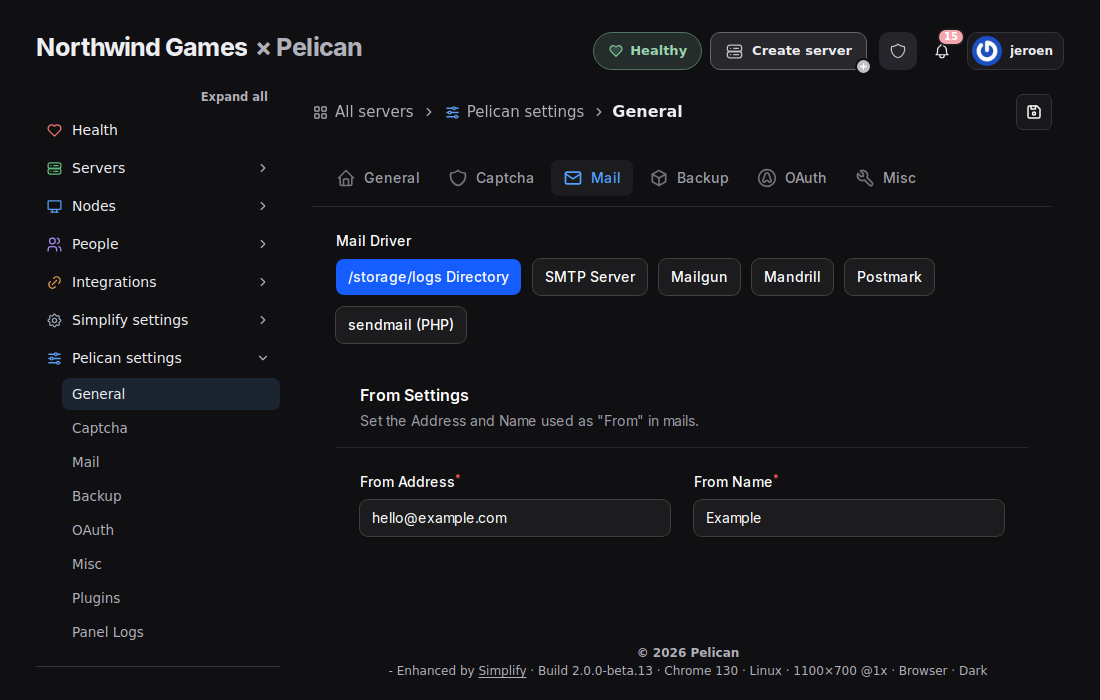 Northwind Games × Pelican
Healthy
Create server
15
jeroen
Expand all
Health
Servers
Nodes
People
Integrations
Simplify settings
Pelican settings
General
Captcha
Mail
Backup
OAuth
Misc
Plugins
Panel Logs
All servers > Pelican settings > General
General Captcha Mail Backup OAuth Misc
Mail Driver
/storage/logs Directory SMTP Server Mailgun Mandrill Postmark
sendmail (PHP)
From Settings
Set the Address and Name used as "From" in mails.
From Address* From Name*
hello@example.com Example
© 2026 Pelican
- Enhanced by Simplify · Build 2.0.0-beta.13 · Chrome 130 · Linux · 1100×700 @1x · Browser · Dark